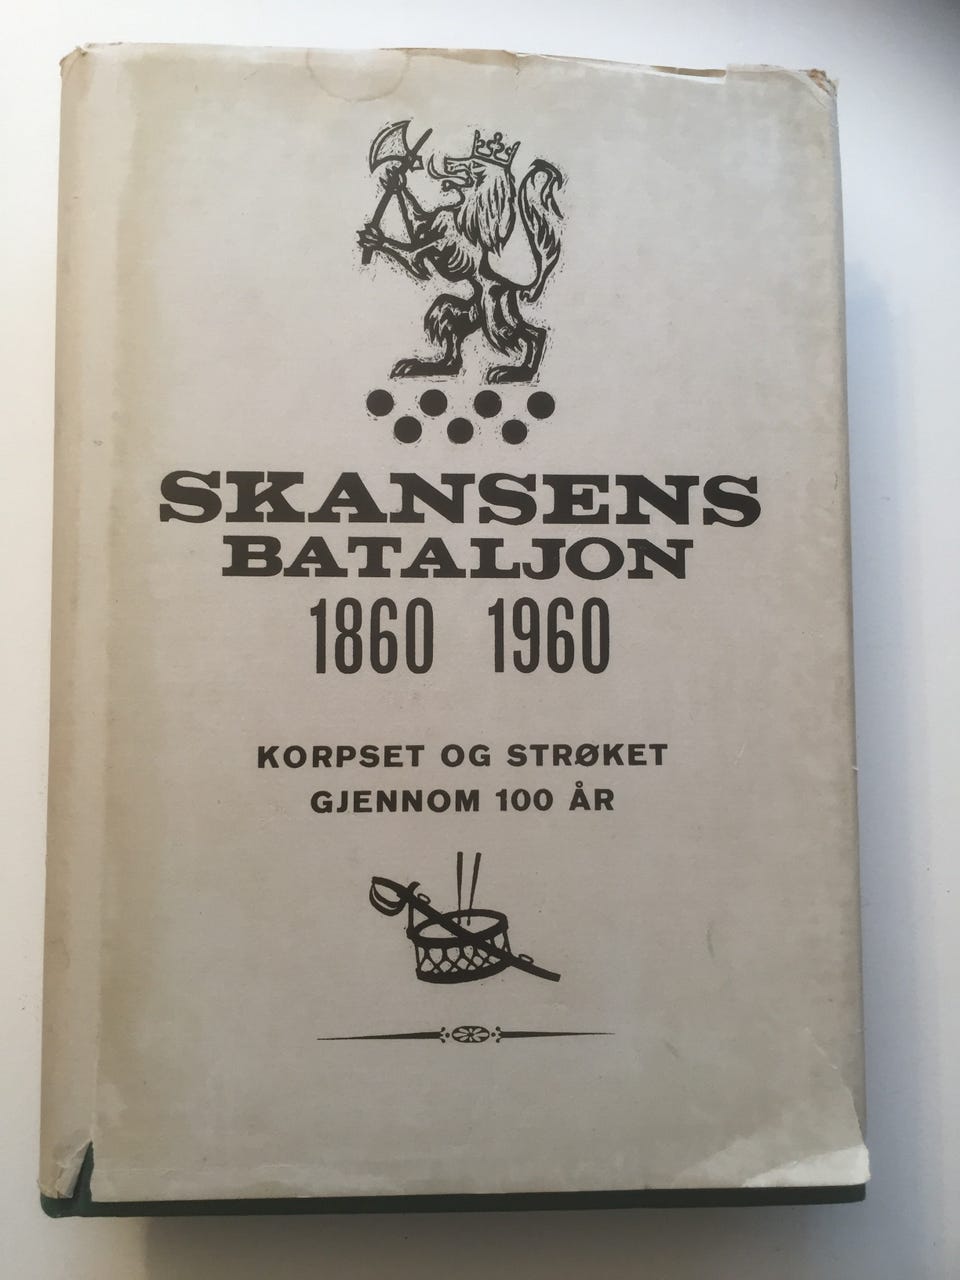 SKANSENS
BATALJON
1860 1960
KORPSET OG STRØKET
GJENNOM 100 ÅR